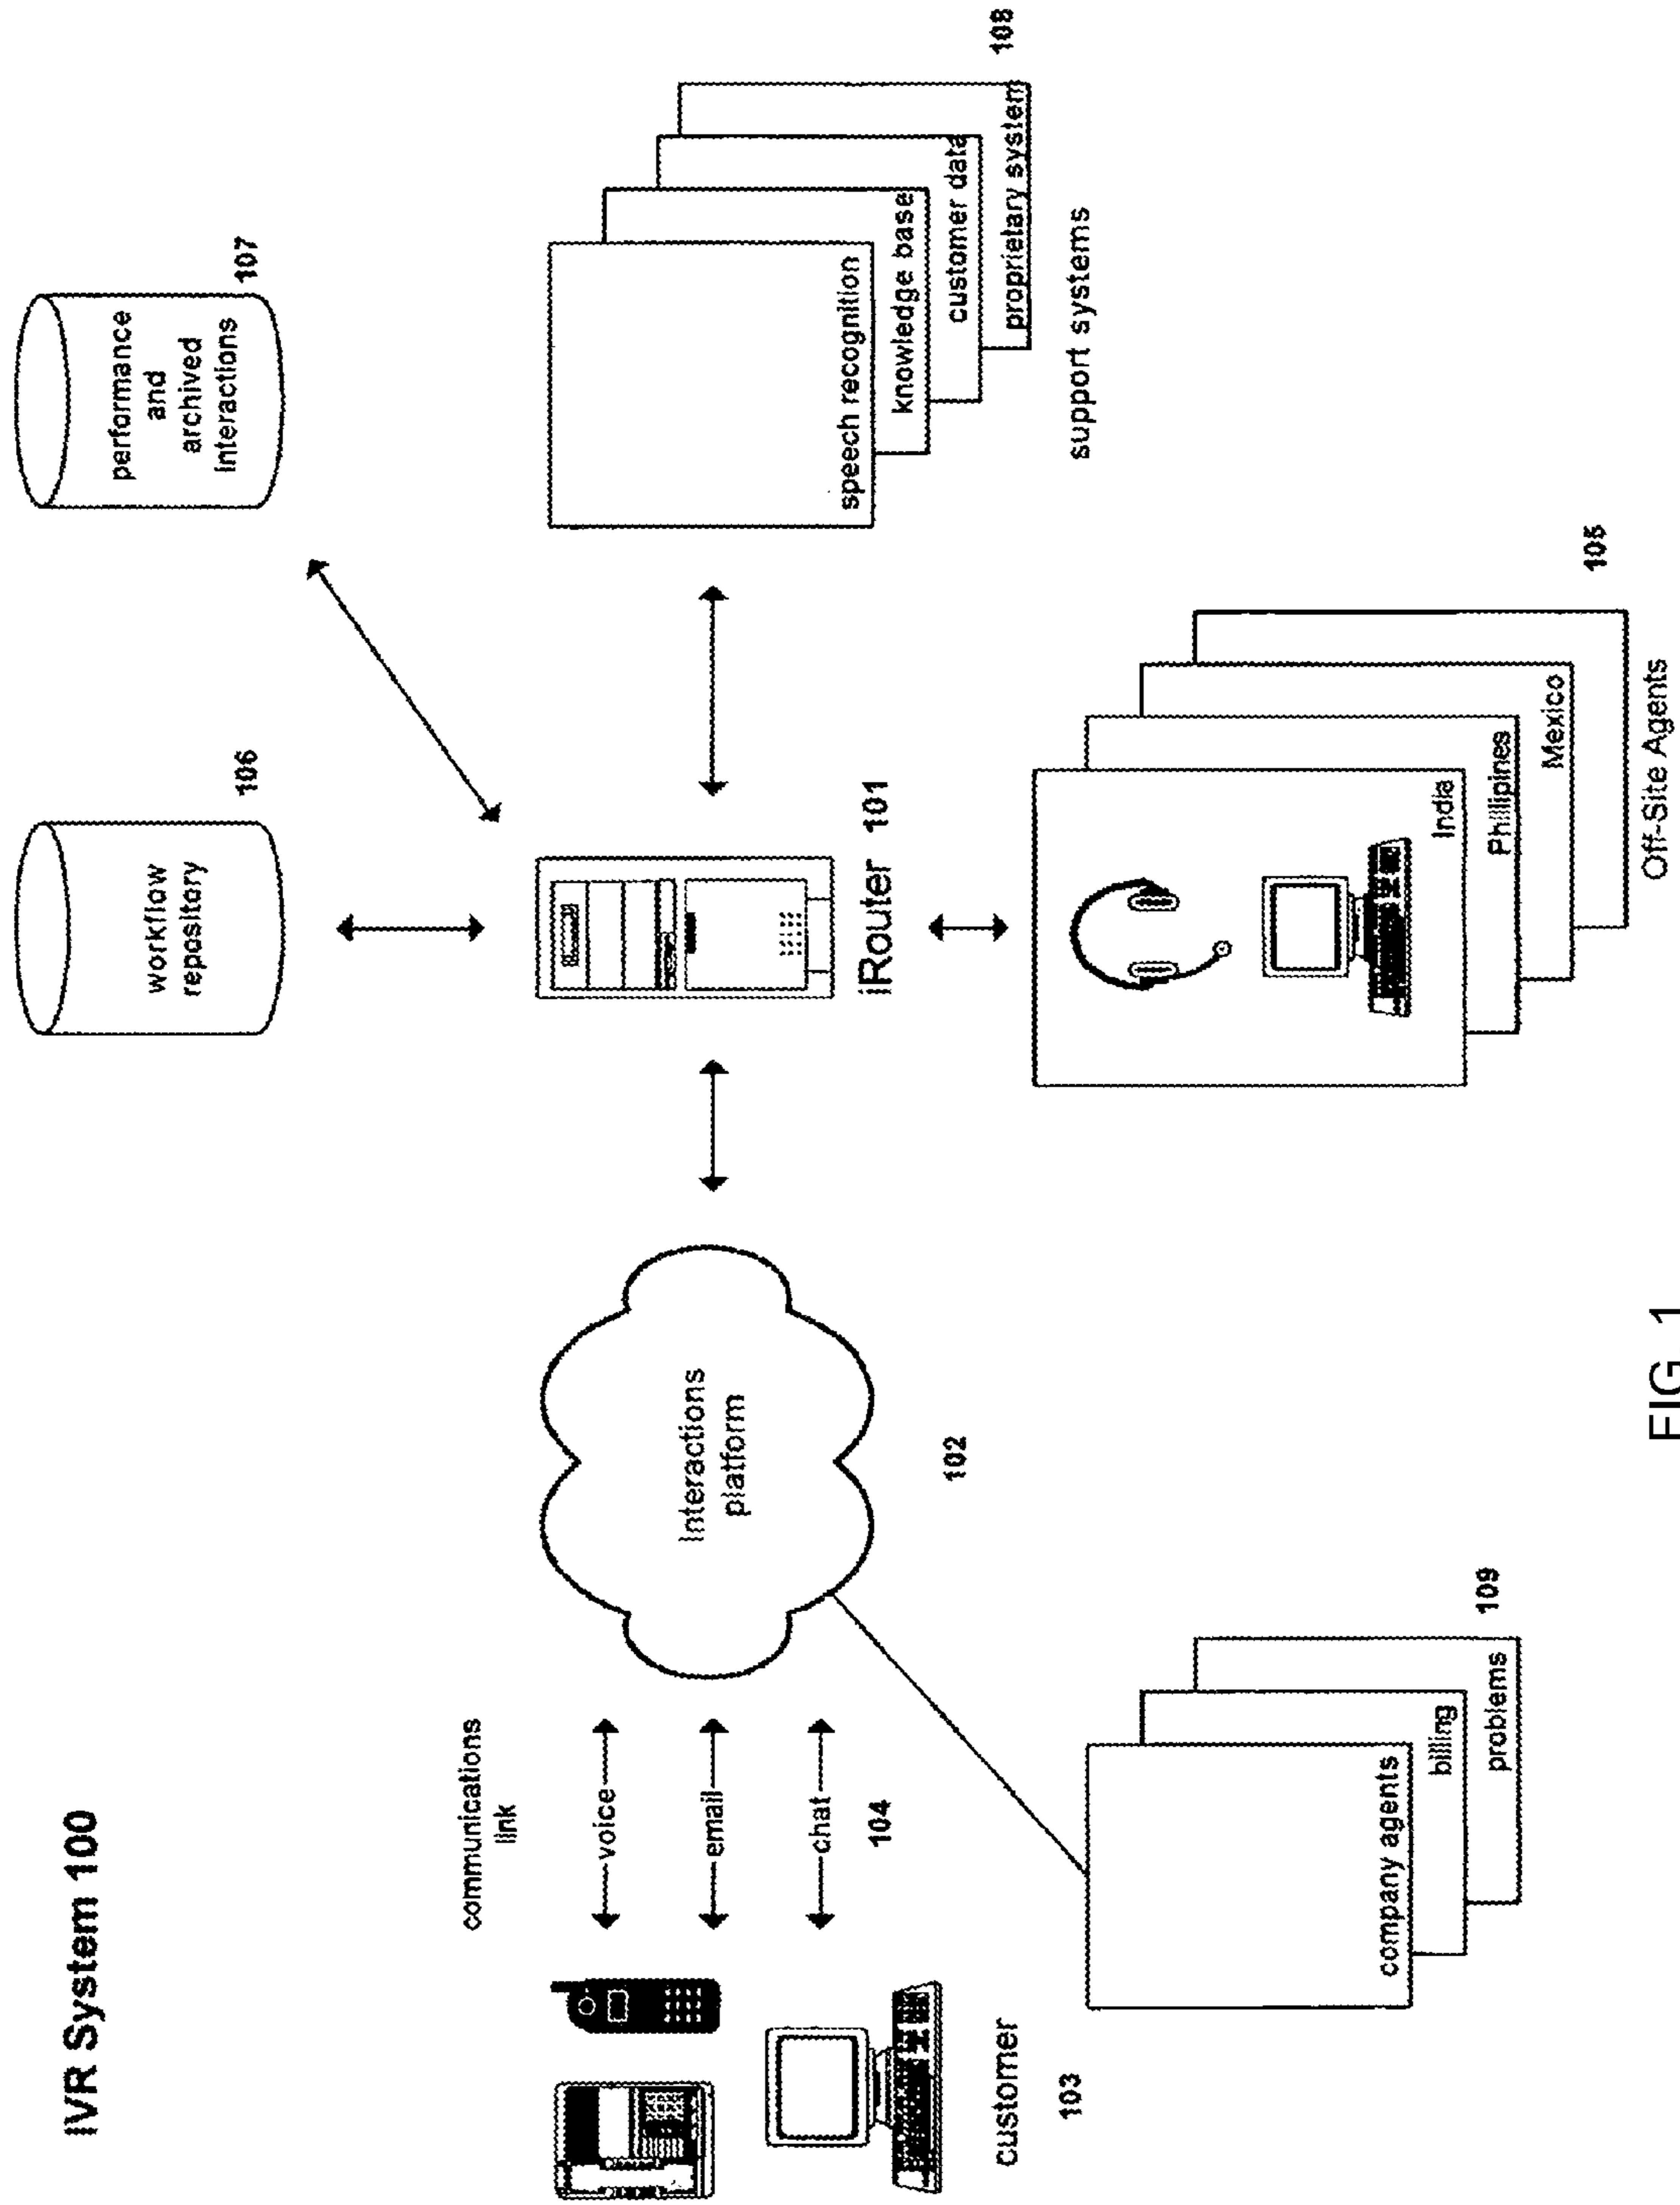 IVR System 100
workflow
repository
106
performance
and
archived
interactions
107
communications
link
voice
email
chat
104
customer
103
Interactions
platform
102
iRouter 101
speech recognition
knowledge base
customer data
proprietary system
108
support systems
company agents
billing
problems
109
India
Phillipines
Mexico
105
Off-Site Agents
FIG. 1